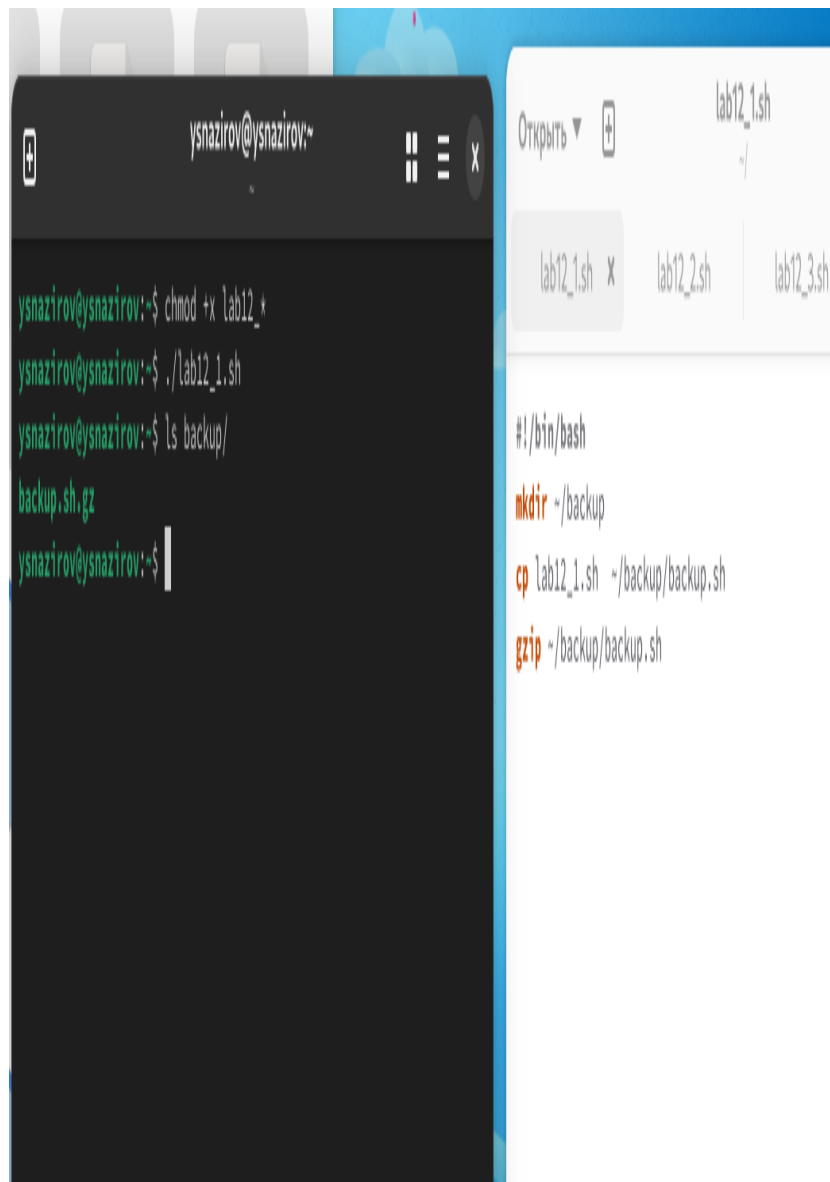 ysnazirov@ysnazirov:~
~
ysnazirov@ysnazirov:~$ chmod +x lab12_*
ysnazirov@ysnazirov:~$ ./lab12_1.sh
ysnazirov@ysnazirov:~$ ls backup/
backup.sh.gz
ysnazirov@ysnazirov:~$
Открыть
lab12_1.sh
~/
lab12_1.sh
lab12_2.sh
lab12_3.sh
#!/bin/bash
mkdir ~/backup
cp lab12_1.sh  ~/backup/backup.sh
gzip ~/backup/backup.sh